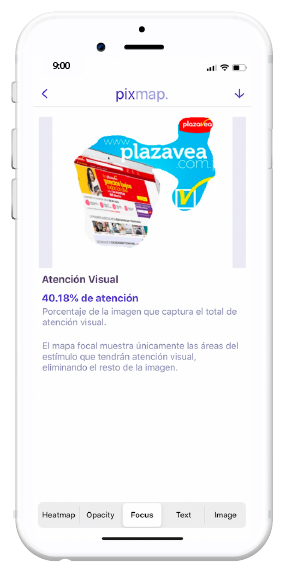 9:00
pixmap.
plazavea
www.
plazavea
.com
Atención Visual
40.18% de atención
Porcentaje de la imagen que captura el total de
atención visual.
El mapa focal muestra únicamente las áreas del
estímulo que tendrán atención visual,
eliminando el resto de la imagen.
Heatmap
Opacity
Focus
Text
Image